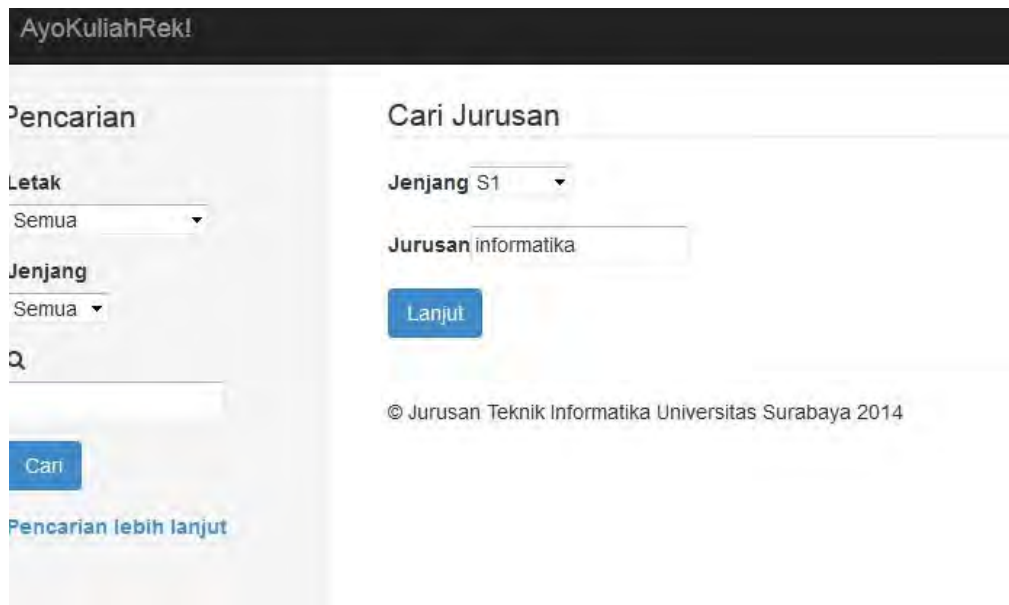 AyoKuliahRek!
Pencarian
Letak
Semua
Jenjang
Semua
Cari
Pencarian lebih lanjut
Cari Jurusan
Jenjang S1
Jurusan informatika
Lanjut
© Jurusan Teknik Informatika Universitas Surabaya 2014